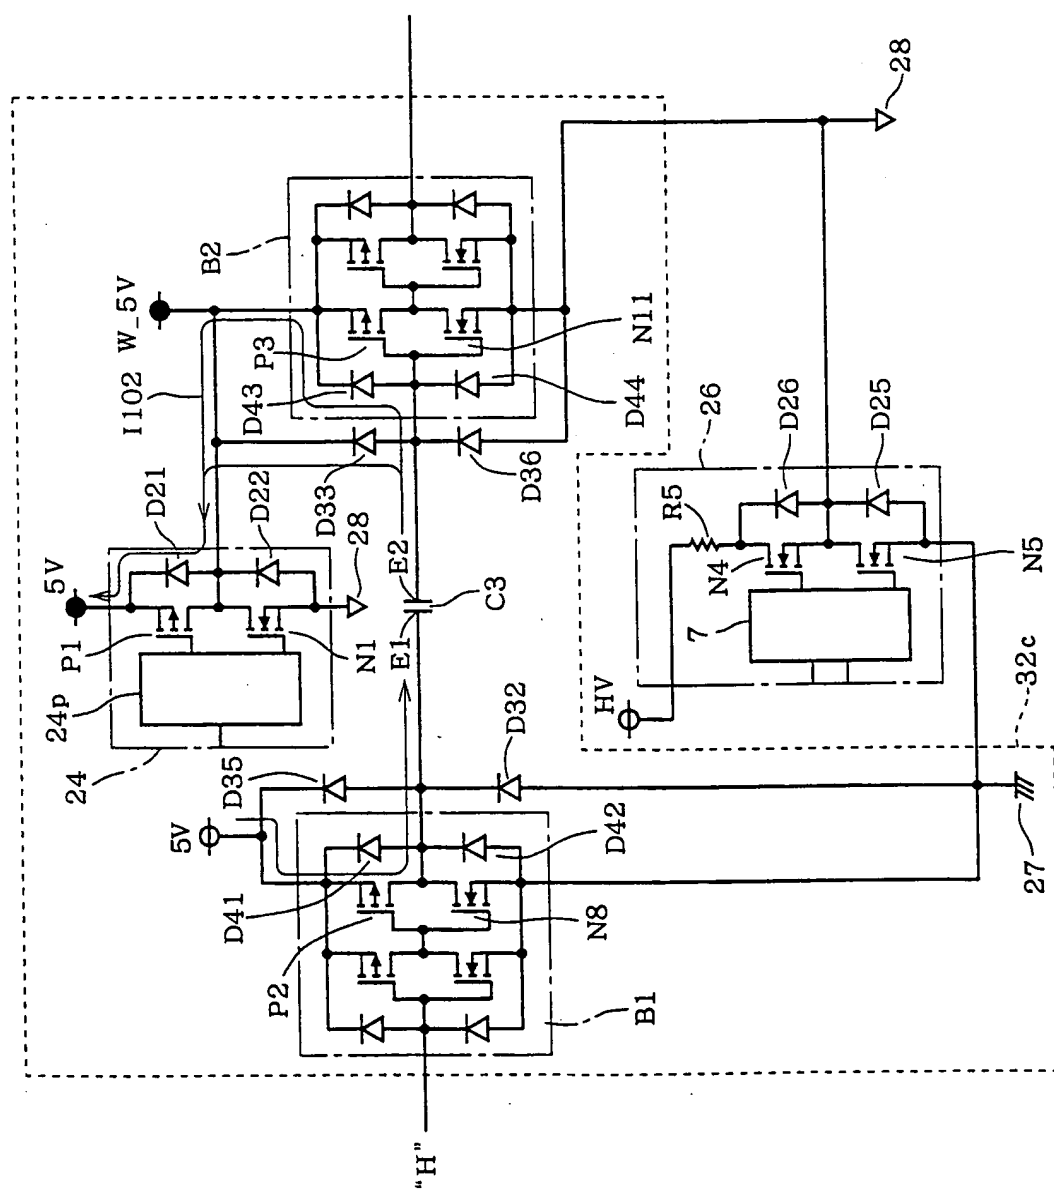 28
B2
W_5V
P3
N11
I102
D43
D44
26
D26
D25
D21
D22
D33
D36
R5
5V
28
N4
N5
P1
N1
E2
C3
E1
7
24p
HV
32c
24
D35
D32
5V
D42
27
D41
P2
N8
B1
"H"